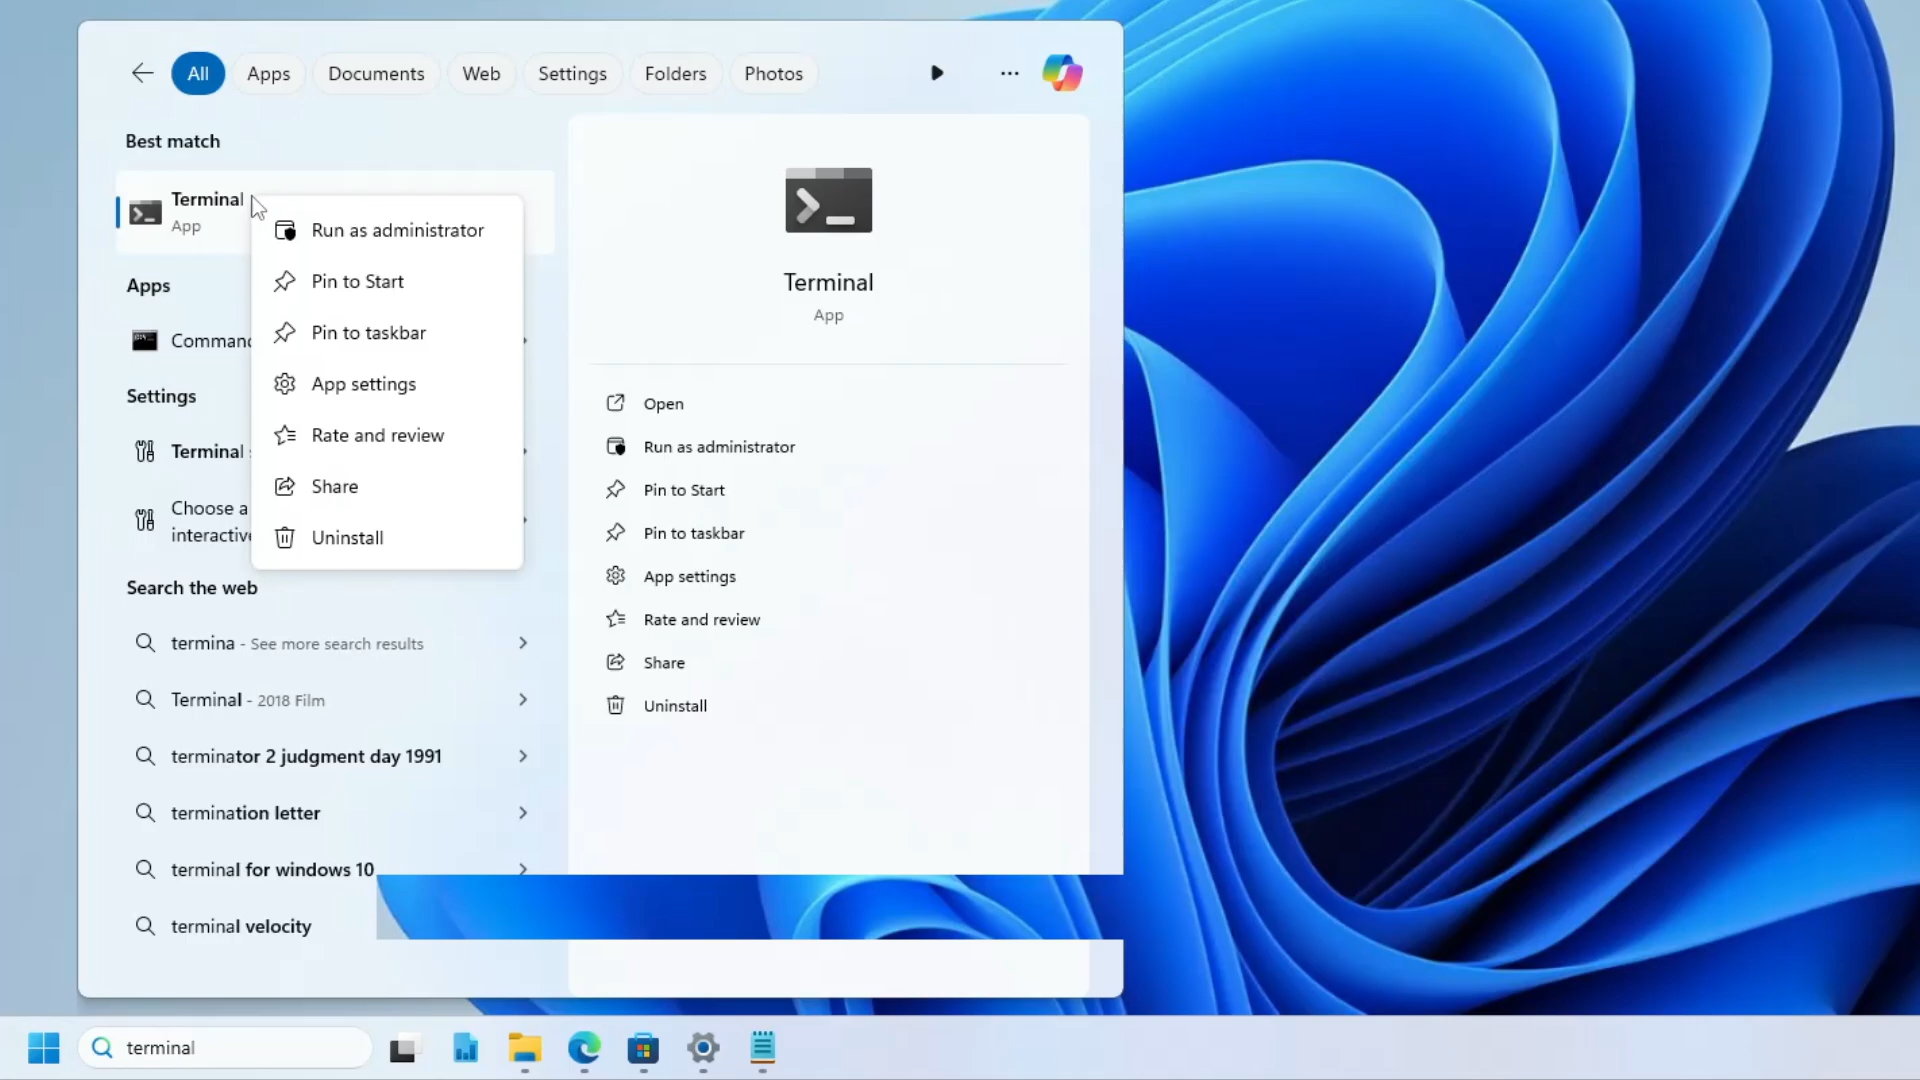 All
Apps
Documents
Web
Settings
Folders
Photos
Best match
Terminal
App
Run as administrator
Pin to Start
Pin to taskbar
App settings
Rate and review
Share
Uninstall
Apps
Settings
Terminal
Choose a
Search the web
termina - See more search results
Terminal - 2018 Film
terminator 2 judgment day 1991
termination letter
terminal for windows 10
terminal velocity
Terminal
App
Open
Run as administrator
Pin to Start
Pin to taskbar
App settings
Rate and review
Share
Uninstall
terminal